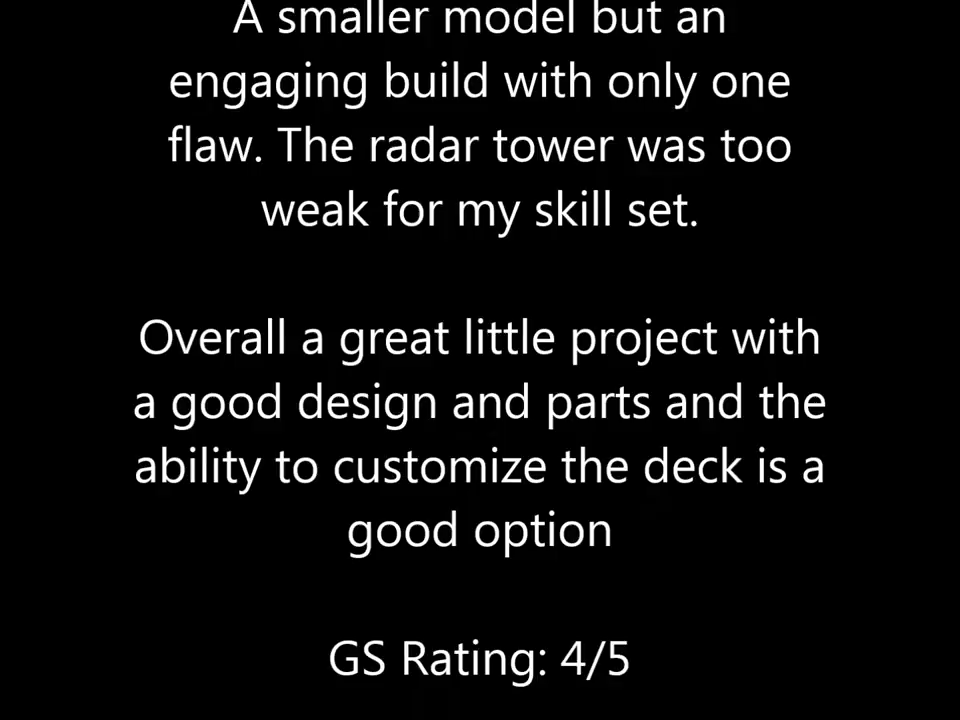 A smaller model but an
engaging build with only one
flaw. The radar tower was too
weak for my skill set.
Overall a great little project with
a good design and parts and the
ability to customize the deck is a
good option
GS Rating: 4/5